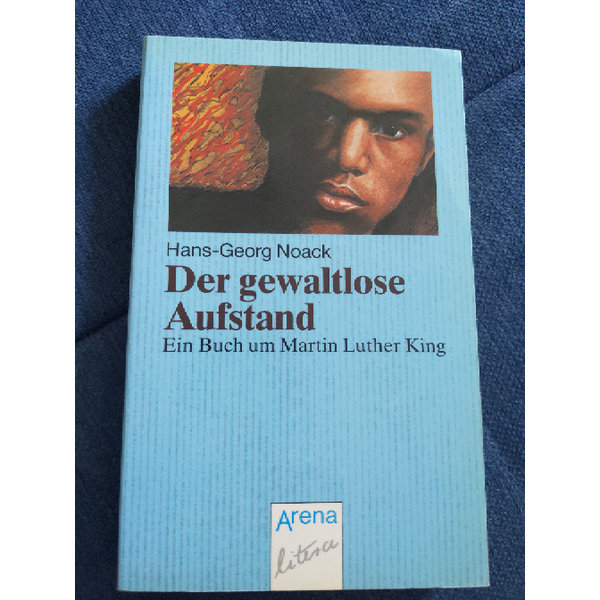 Hans-Georg Noack
Der gewaltlose
Aufstand
Ein Buch um Martin Luther King
Arena
litera